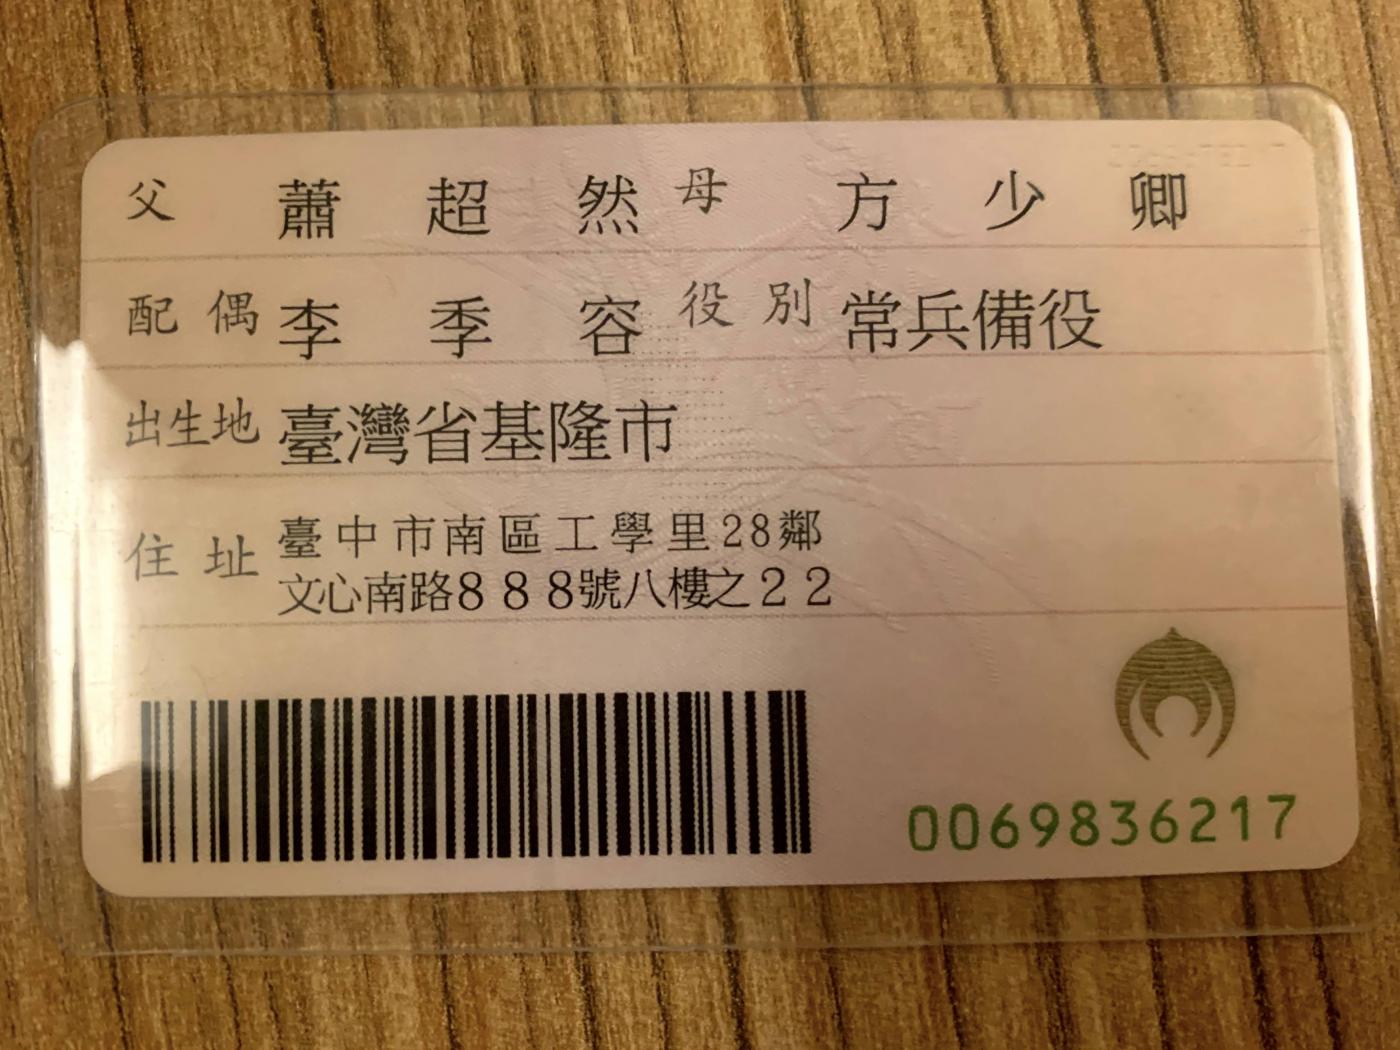 父 蕭超然 母 方少卿
配偶 李季容 役別 常兵備役
出生地 臺灣省基隆市
住址 臺中市南區工學里28鄰
文心南路888號八樓之22
0069836217